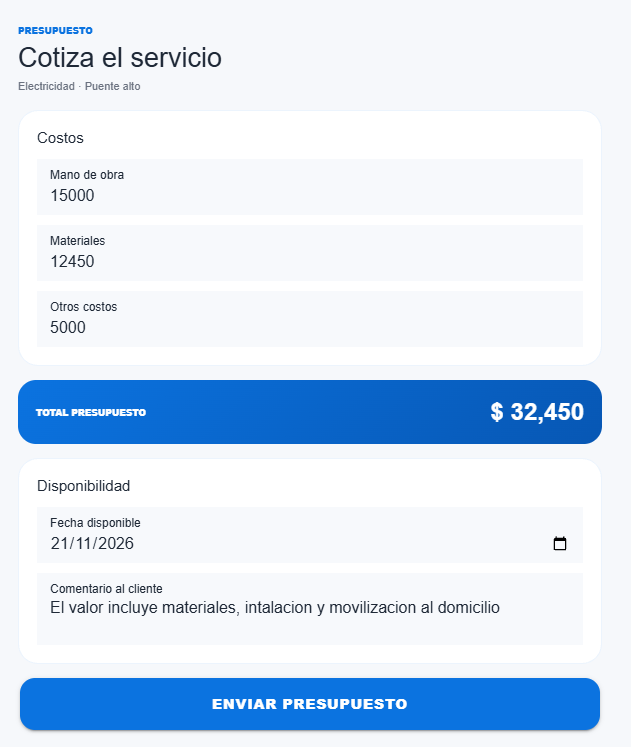 PRESUPUESTO
Cotiza el servicio
Electricidad · Puente alto
Costos
Mano de obra
15000
Materiales
12450
Otros costos
5000
TOTAL PRESUPUESTO
$ 32,450
Disponibilidad
Fecha disponible
21/11/2026
Comentario al cliente
El valor incluye materiales, intalacion y movilizacion al domicilio
ENVIAR PRESUPUESTO